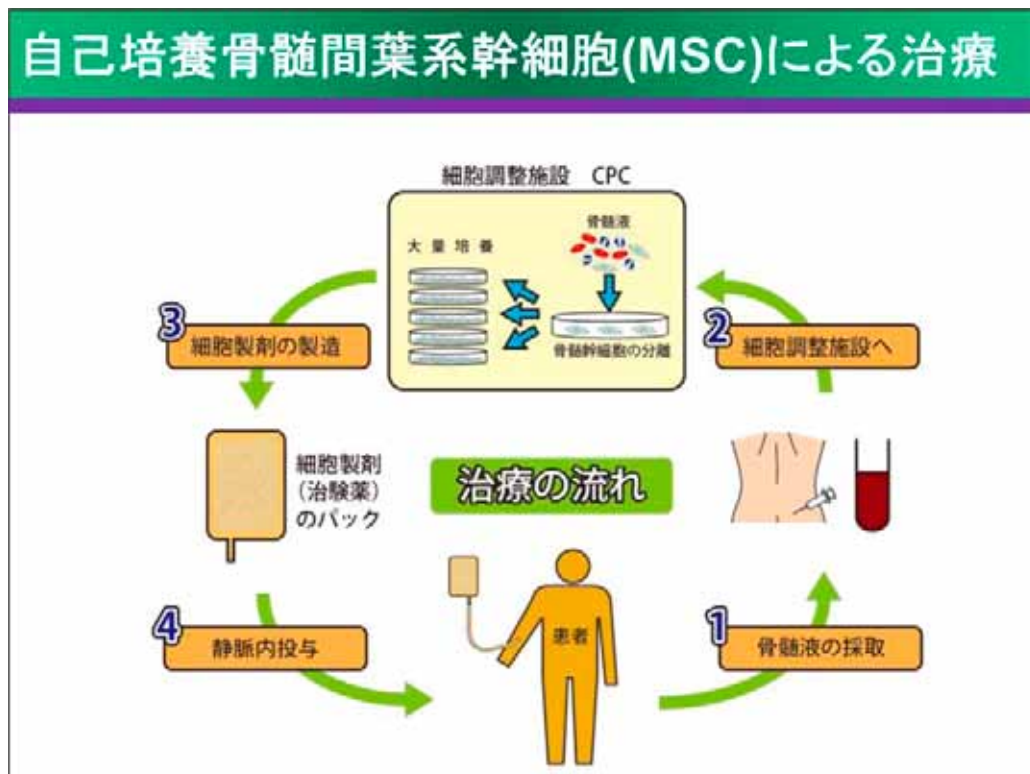 自己培養骨髄間葉系幹細胞(MSC)による治療
細胞調整施設 CPC
骨髄液
大量培養
骨髄幹細胞の分離
3
細胞製剤の製造
2
細胞調整施設へ
細胞製剤
(治験薬)
のパック
治療の流れ
患者
4
静脈内投与
1
骨髄液の採取